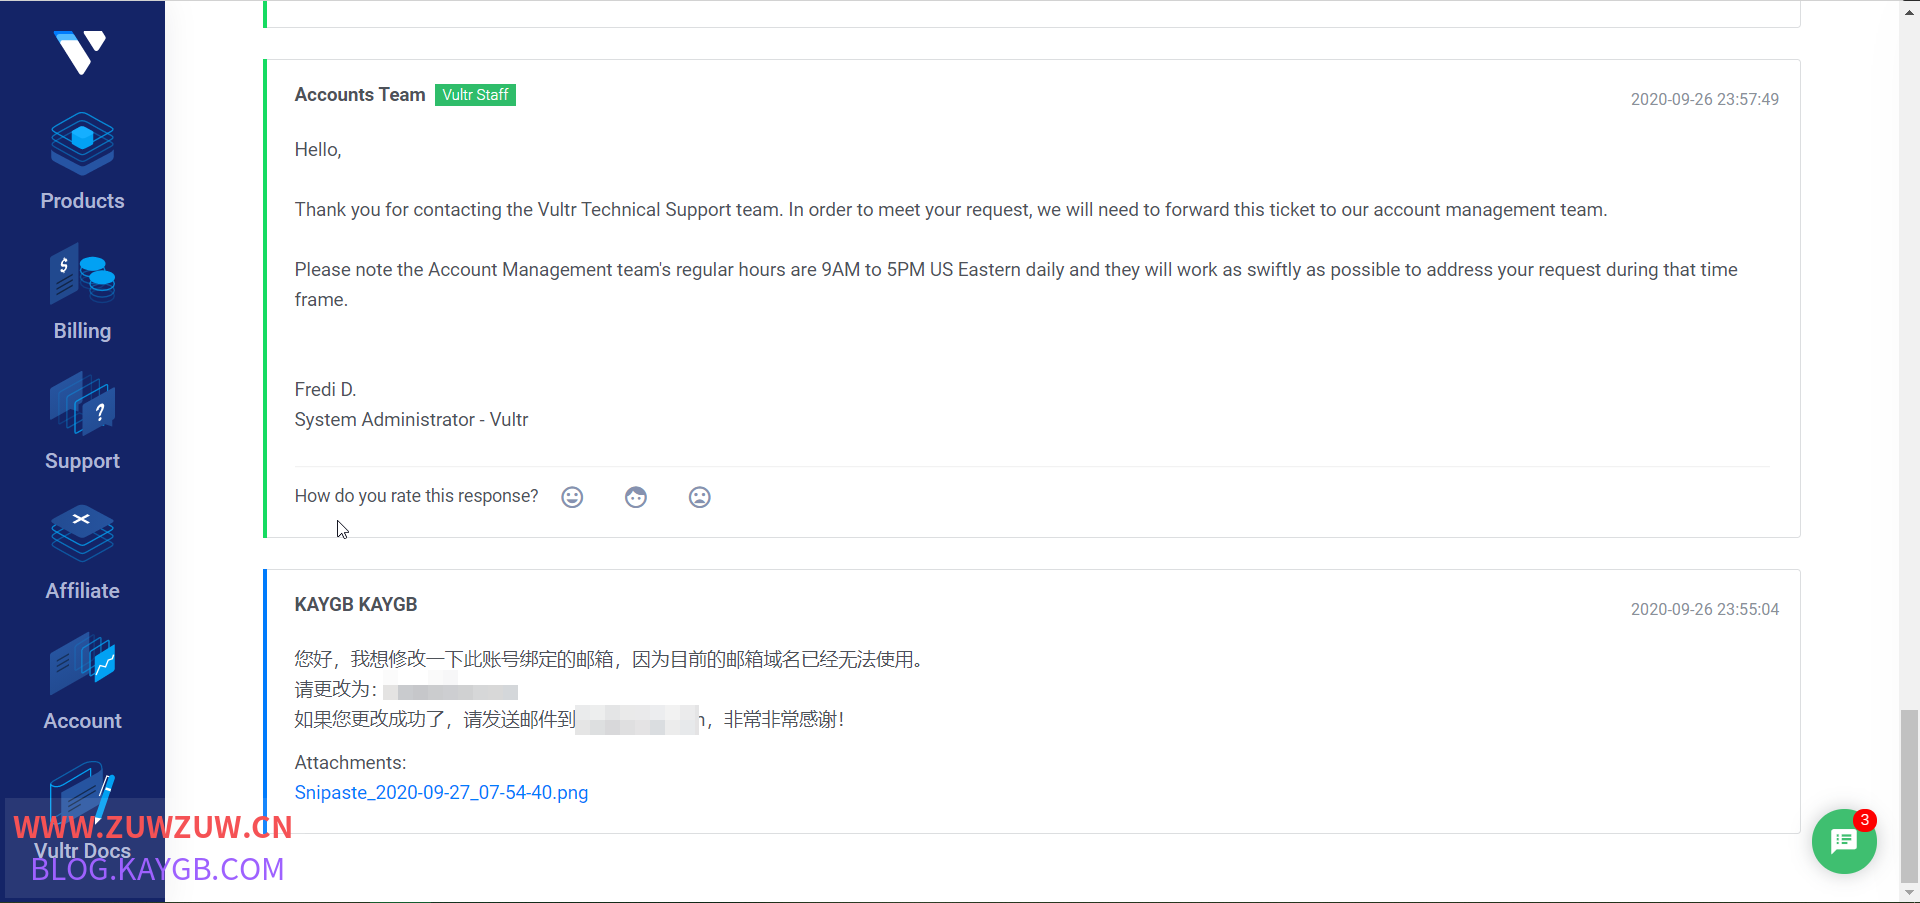 Products
Billing
Support
Affiliate
Account
Vultr Docs
Accounts Team Vultr Staff
2020-09-26 23:57:49
Hello,
Thank you for contacting the Vultr Technical Support team. In order to meet your request, we will need to forward this ticket to our account management team.
Please note the Account Management team's regular hours are 9AM to 5PM US Eastern daily and they will work as swiftly as possible to address your request during that time
frame.
Fredi D.
System Administrator - Vultr
How do you rate this response?
KAYGB KAYGB
2020-09-26 23:55:04
您好，我想修改一下此账号绑定的邮箱，因为目前的邮箱域名已经无法使用。
请更改为：
如果您更改成功了，请发送邮件到 ，非常非常感谢！
Attachments:
Snipaste_2020-09-27_07-54-40.png
WWW.ZUWZUW.CN
BLOG.KAYGB.COM
3